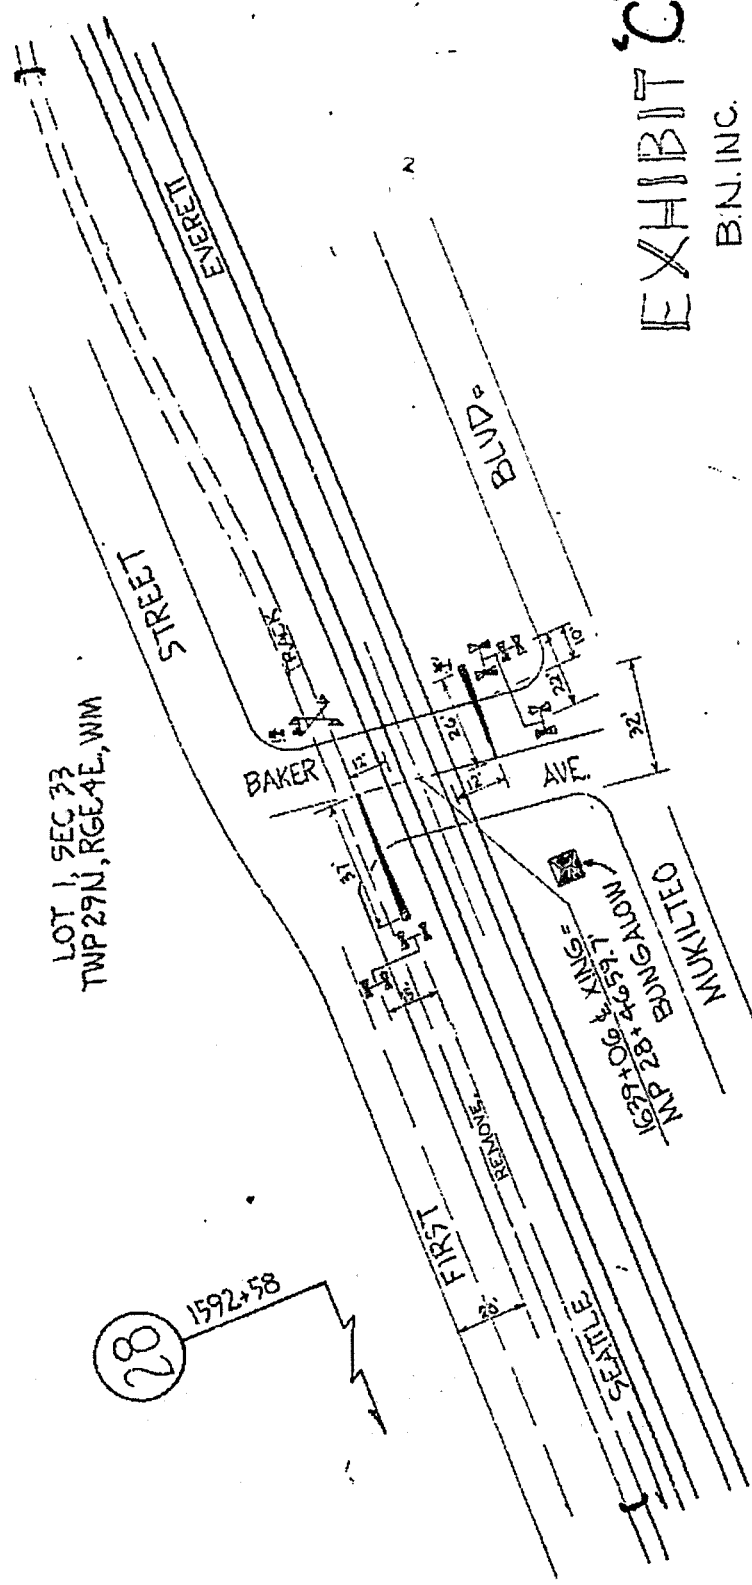 EXHIBIT "C
B.N. INC.
LOT 1, SEC 33
TWP 29N, RGE 4E, WM
28
1592+58
STREET
FIRST
EVERETT
SEATTLE
TRACK
REMOVE
BAKER
AVE.
BLVD.
MUKILTEO
BUNGALOW
1639+06 ℄ XING=
MP 28+4659.7'
37'
12'
15'
20'
26'
12'
22'
10'
32'